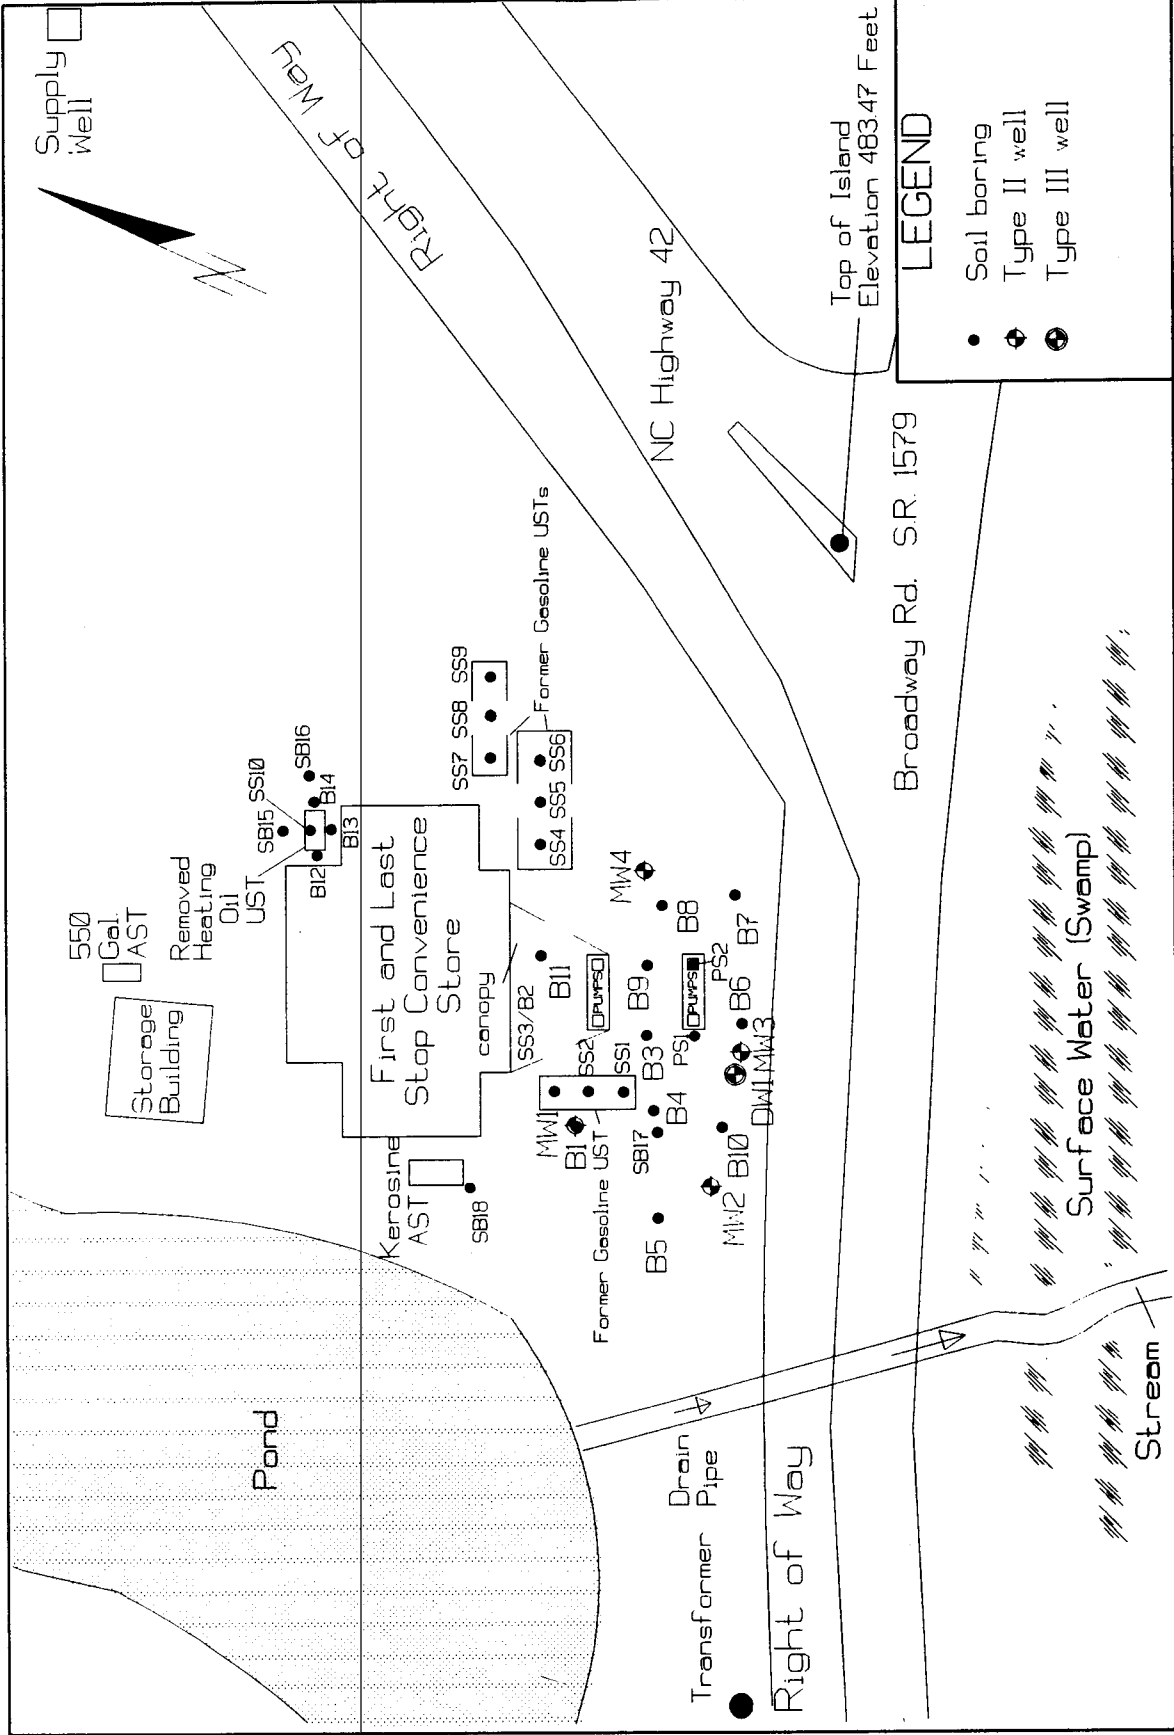 Supply
Well
Right of Way
N
NC Highway 42
Top of Island
Elevation 483.47 Feet
LEGEND
Soil boring
Type II well
Type III well
Broadway Rd. S.R. 1579
550
Gal.
AST
Storage
Building
Removed
Heating
Oil
UST
SB15
SS10
SB16
B12
B14
B13
First and Last
Stop Convenience
Store
canopy
SS7
SS8
SS9
Former Gasoline USTs
SS4
SS5
SS6
Kerosine
AST
SB18
MW1
B1
Former Gasoline UST
SS3/B2
SS2
SS1
B11
PUMPS
MW4
B8
B9
B3
B4
SB17
B5
PUMPS
PS1
PS2
B7
B6
MW3
DW1
B10
MW2
Pond
Drain
Pipe
Transformer
Right of Way
Surface Water (Swamp)
Stream